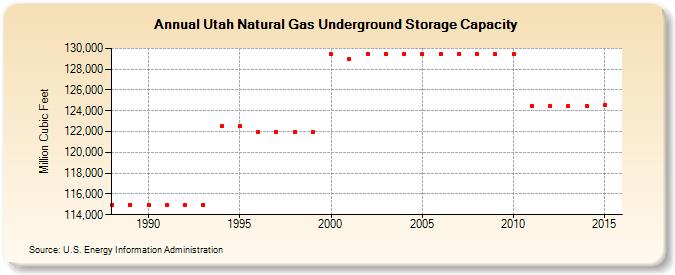 Annual Utah Natural Gas Underground Storage Capacity
Million Cubic Feet
130,000
128,000
126,000
124,000
122,000
120,000
118,000
116,000
114,000
1990 1995 2000 2005 2010 2015
Source: U.S. Energy Information Administration